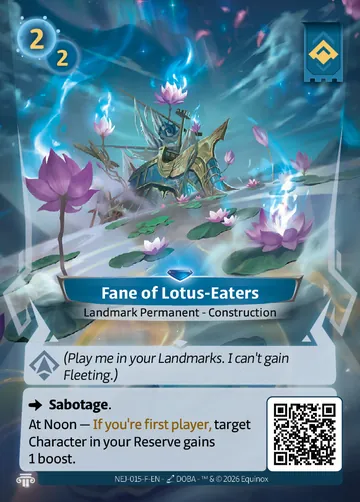 2
2
Fane of Lotus-Eaters
Landmark Permanent - Construction
(Play me in your Landmarks. I can't gain
Fleeting.)
Sabotage.
At Noon — If you're first player, target
Character in your Reserve gains
1 boost.
NEJ-015-F-EN - DOBA - ™ & © 2026 Equinox